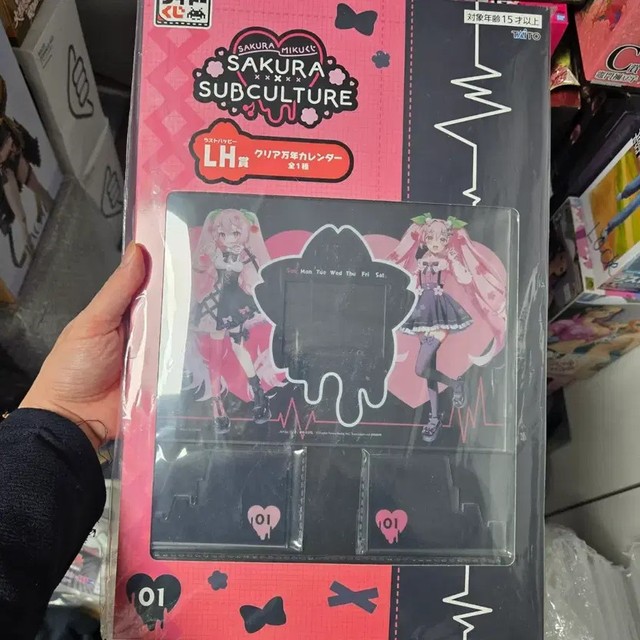 くじ
対象年齢15才以上
TAITO
SAKURA MIKUくじ
SAKURA
SUBCULTURE
ラストハッピー
LH賞
クリア万年カレンダー
全1種
Sun Mon Tue Wed Thu Fri Sat
01
01
01